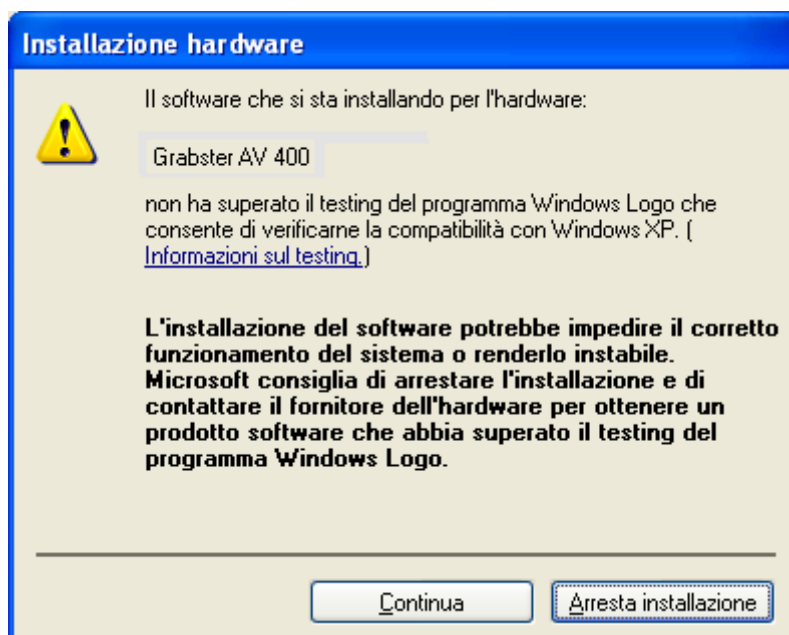 Installazione hardware
Il software che si sta installando per l'hardware:
Grabster AV 400
non ha superato il testing del programma Windows Logo che
consente di verificarne la compatibilità con Windows XP. (
Informazioni sul testing.)
L'installazione del software potrebbe impedire il corretto
funzionamento del sistema o renderlo instabile.
Microsoft consiglia di arrestare l'installazione e di
contattare il fornitore dell'hardware per ottenere un
prodotto software che abbia superato il testing del
programma Windows Logo.
Continua
Arresta installazione